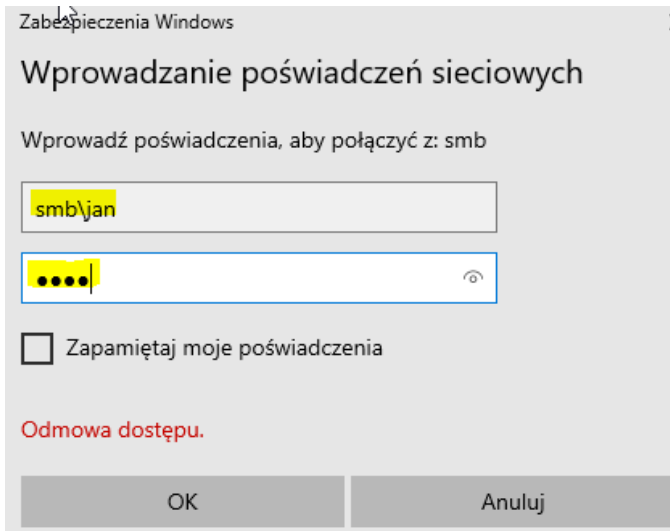 Zabezpieczenia Windows
Wprowadzanie poświadczeń sieciowych
Wprowadź poświadczenia, aby połączyć z: smb
smb\jan
••••
Zapamiętaj moje poświadczenia
Odmowa dostępu.
OK
Anuluj